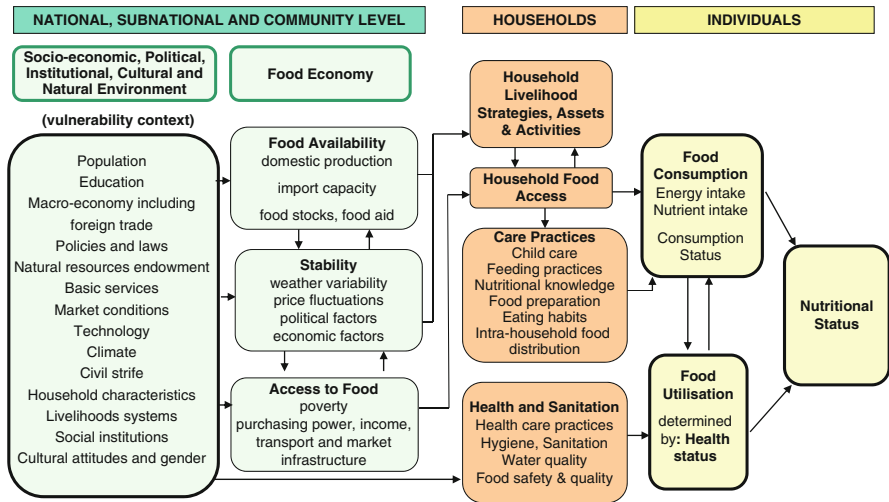 NATIONAL, SUBNATIONAL AND COMMUNITY LEVEL
HOUSEHOLDS
INDIVIDUALS
Socio-economic, Political,
Institutional, Cultural and
Natural Environment
(vulnerability context)
Population
Education
Macro-economy including
foreign trade
Policies and laws
Natural resources endowment
Basic services
Market conditions
Technology
Climate
Civil strife
Household characteristics
Livelihoods systems
Social institutions
Cultural attitudes and gender
Food Economy
Food Availability
domestic production
import capacity
food stocks, food aid
Stability
weather variability
price fluctuations
political factors
economic factors
Access to Food
poverty
purchasing power, income,
transport and market
infrastructure
Household
Livelihood
Strategies, Assets
& Activities
Household Food
Access
Care Practices
Child care
Feeding practices
Nutritional knowledge
Food preparation
Eating habits
Intra-household food
distribution
Health and Sanitation
Health care practices
Hygiene, Sanitation
Water quality
Food safety & quality
Food
Consumption
Energy intake
Nutrient intake
Consumption
Status
Food
Utilisation
determined
by: Health
status
Nutritional
Status